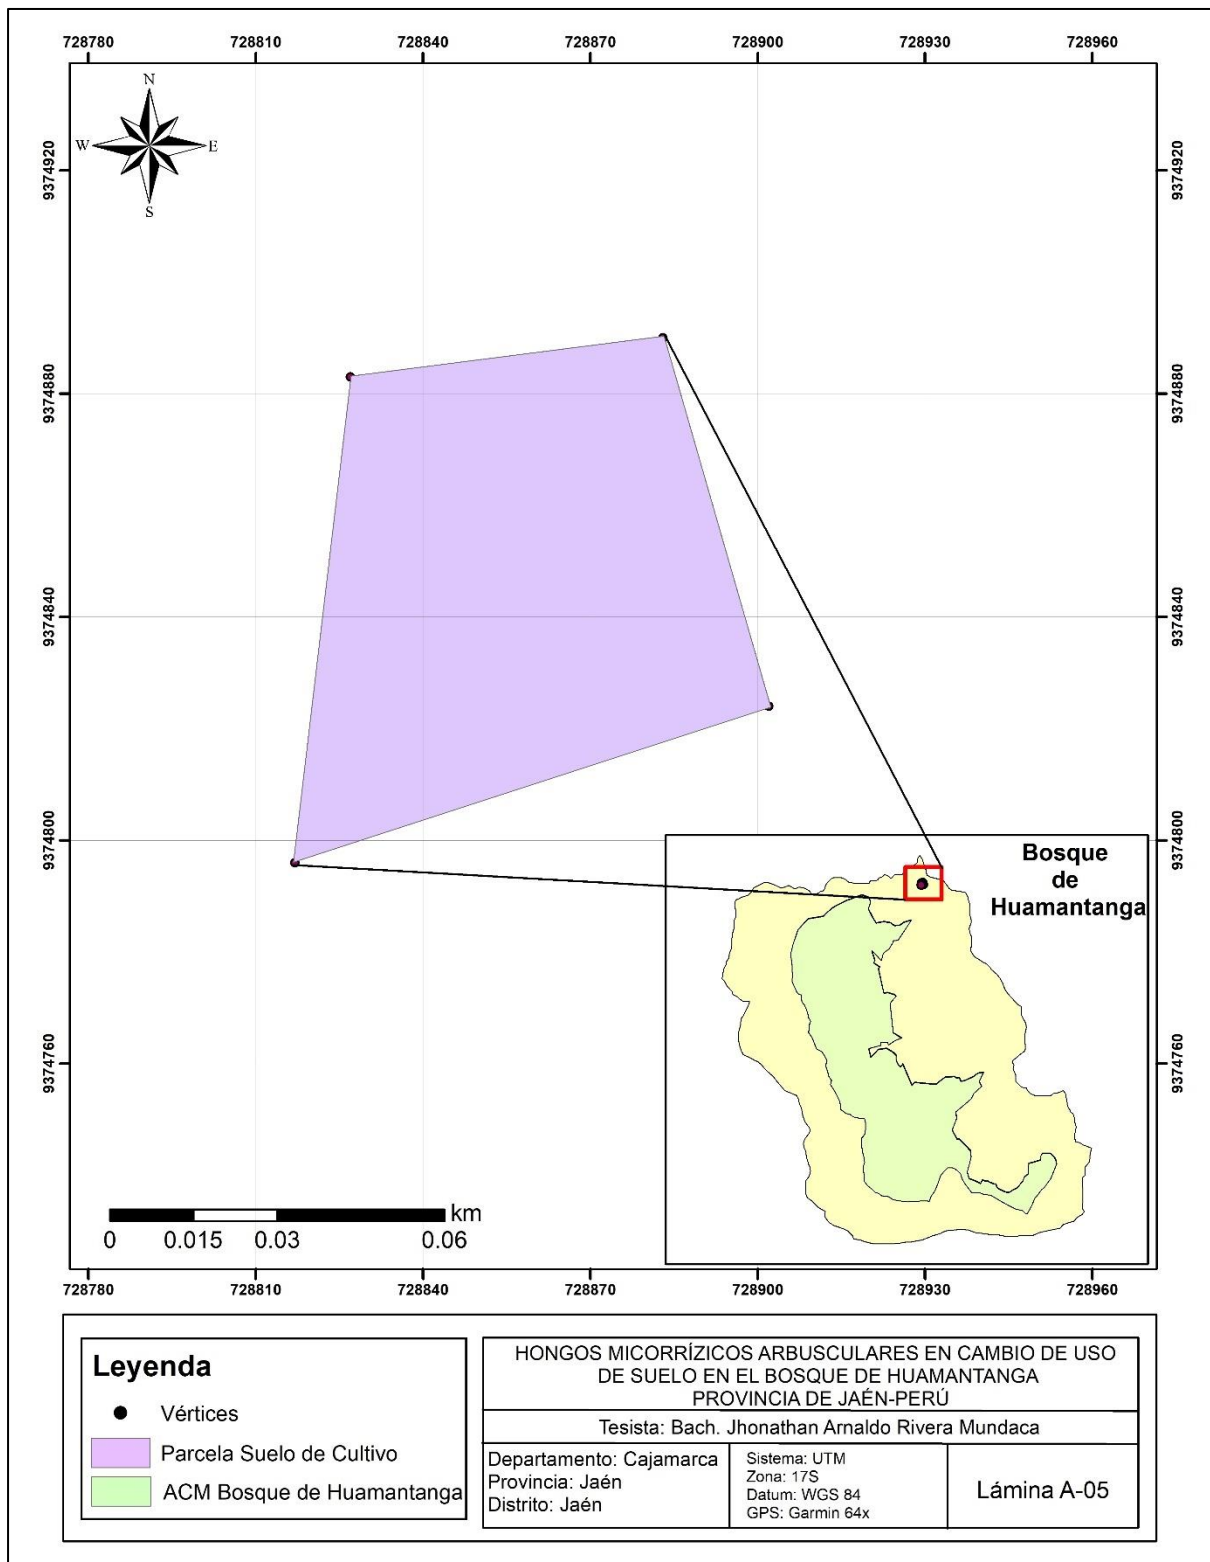 728780 728810 728840 728870 728900 728930 728960
N
W E
S
9374920 9374920
9374880 9374880
9374840 9374840
9374800 9374800
9374760 9374760
Bosque
de
Huamantanga
km
0 0.015 0.03 0.06
728780 728810 728840 728870 728900 728930 728960
Leyenda
Vértices
Parcela Suelo de Cultivo
ACM Bosque de Huamantanga
HONGOS MICORRÍZICOS ARBUSCULARES EN CAMBIO DE USO
DE SUELO EN EL BOSQUE DE HUAMANTANGA
PROVINCIA DE JAÉN-PERÚ
Tesista: Bach. Jhonathan Arnaldo Rivera Mundaca
Departamento: Cajamarca
Provincia: Jaén
Distrito: Jaén
Sistema: UTM
Zona: 17S
Datum: WGS 84
GPS: Garmin 64x
Lámina A-05